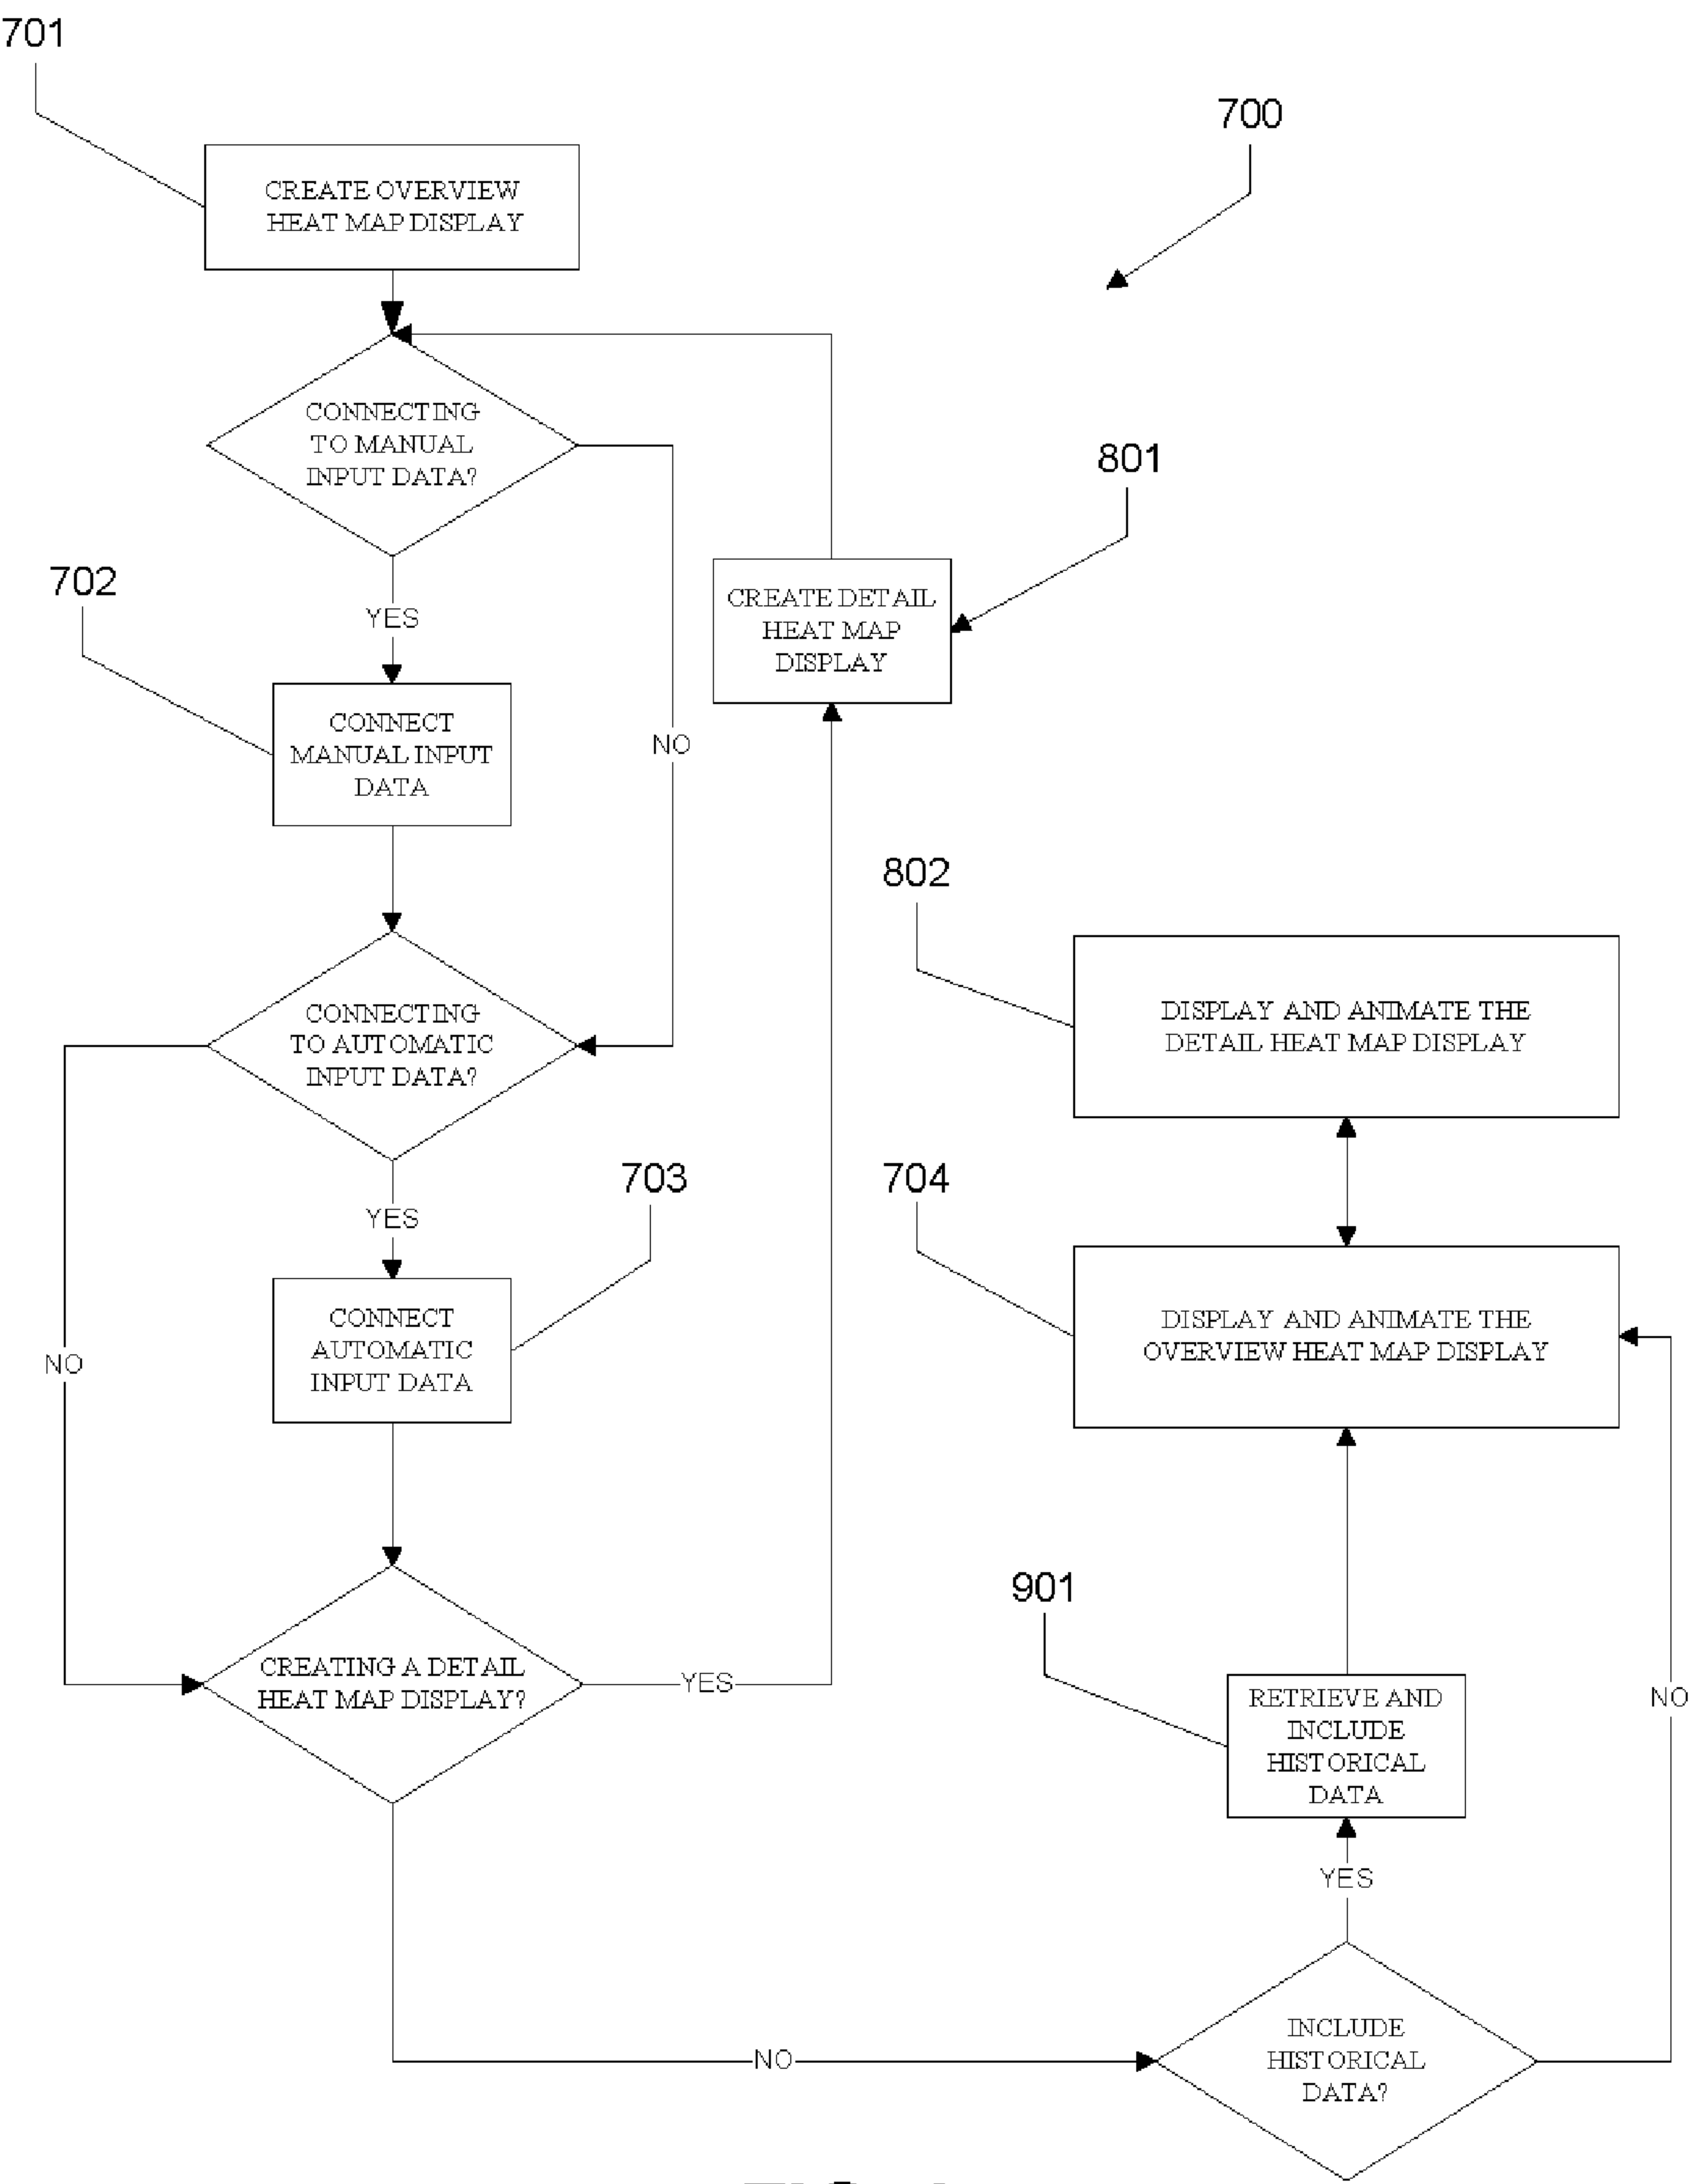 701
700
CREATE OVERVIEW
HEAT MAP DISPLAY
CONNECTING
TO MANUAL
INPUT DATA?
801
702
YES
CREATE DETAIL
HEAT MAP
DISPLAY
CONNECT
MANUAL INPUT
DATA
NO
802
CONNECTING
TO AUTOMATIC
INPUT DATA?
DISPLAY AND ANIMATE THE
DETAIL HEAT MAP DISPLAY
703
704
YES
CONNECT
AUTOMATIC
INPUT DATA
DISPLAY AND ANIMATE THE
OVERVIEW HEAT MAP DISPLAY
NO
901
CREATING A DETAIL
HEAT MAP DISPLAY?
YES
RETRIEVE AND
INCLUDE
HISTORICAL
DATA
NO
YES
INCLUDE
HISTORICAL
DATA?
NO